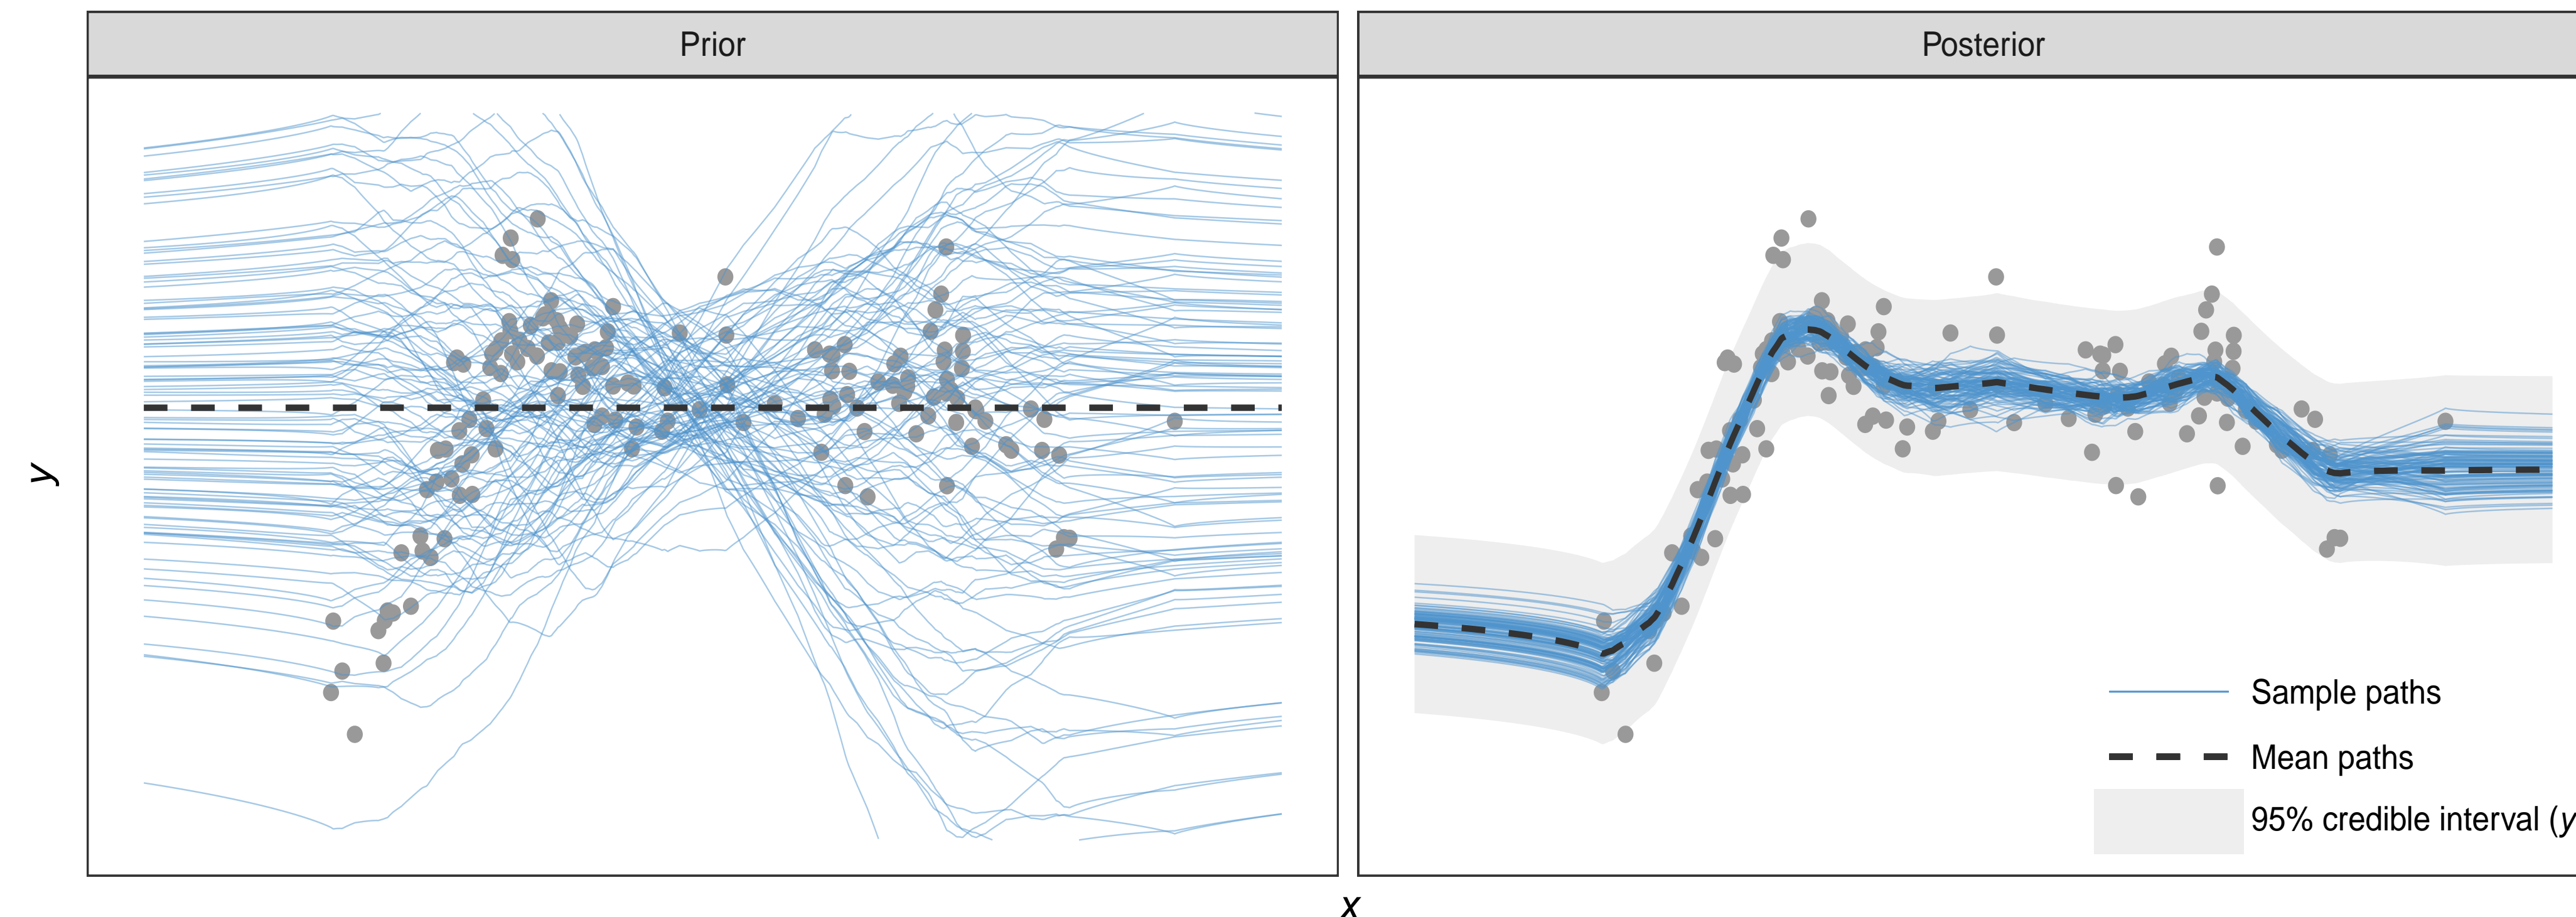 Prior
Posterior
y
Sample paths
Mean paths
95% credible interval (y
x